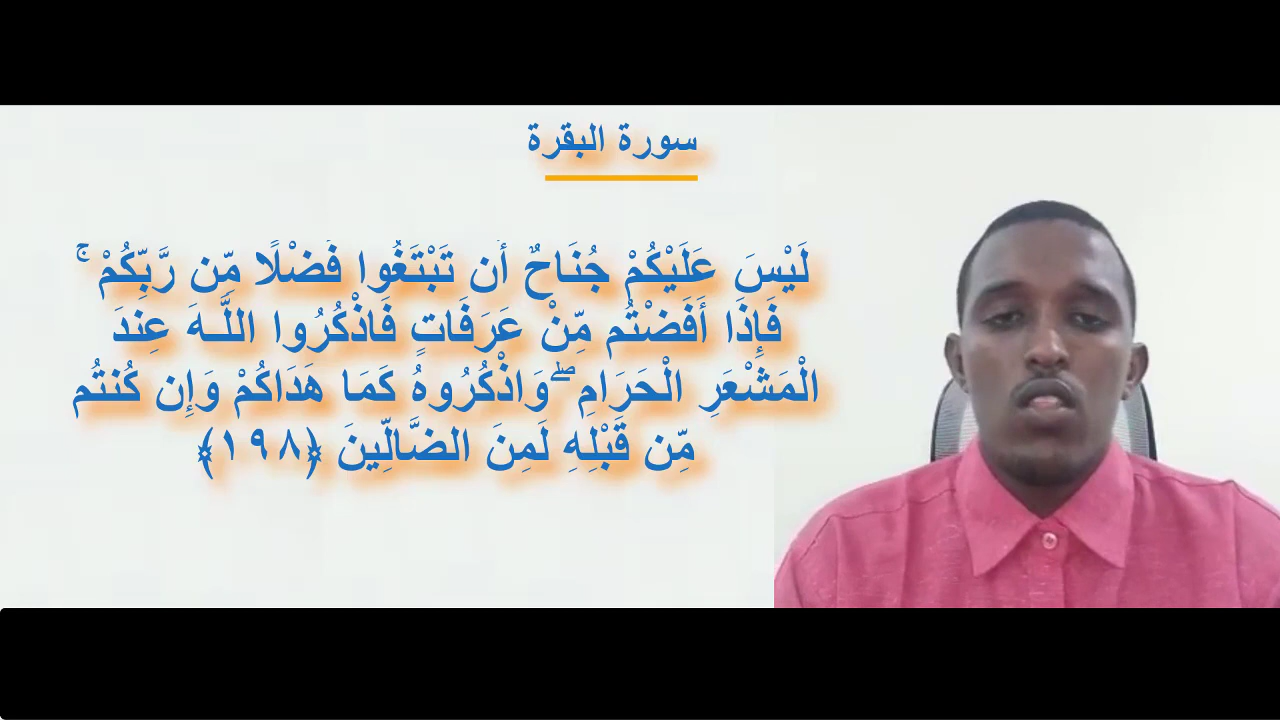 سورة البقرة
لَيْسَ عَلَيْكُمْ جُنَاحٌ أَن تَبْتَغُوا فَضْلًا مِّن رَّبِّكُمْ ۚ
فَإِذَا أَفَضْتُم مِّنْ عَرَفَاتٍ فَاذْكُرُوا اللَّـهَ عِندَ
الْمَشْعَرِ الْحَرَامِ ۖ وَاذْكُرُوهُ كَمَا هَدَاكُمْ وَإِن كُنتُم
مِّن قَبْلِهِ لَمِنَ الضَّالِّينَ ﴿١٩٨﴾